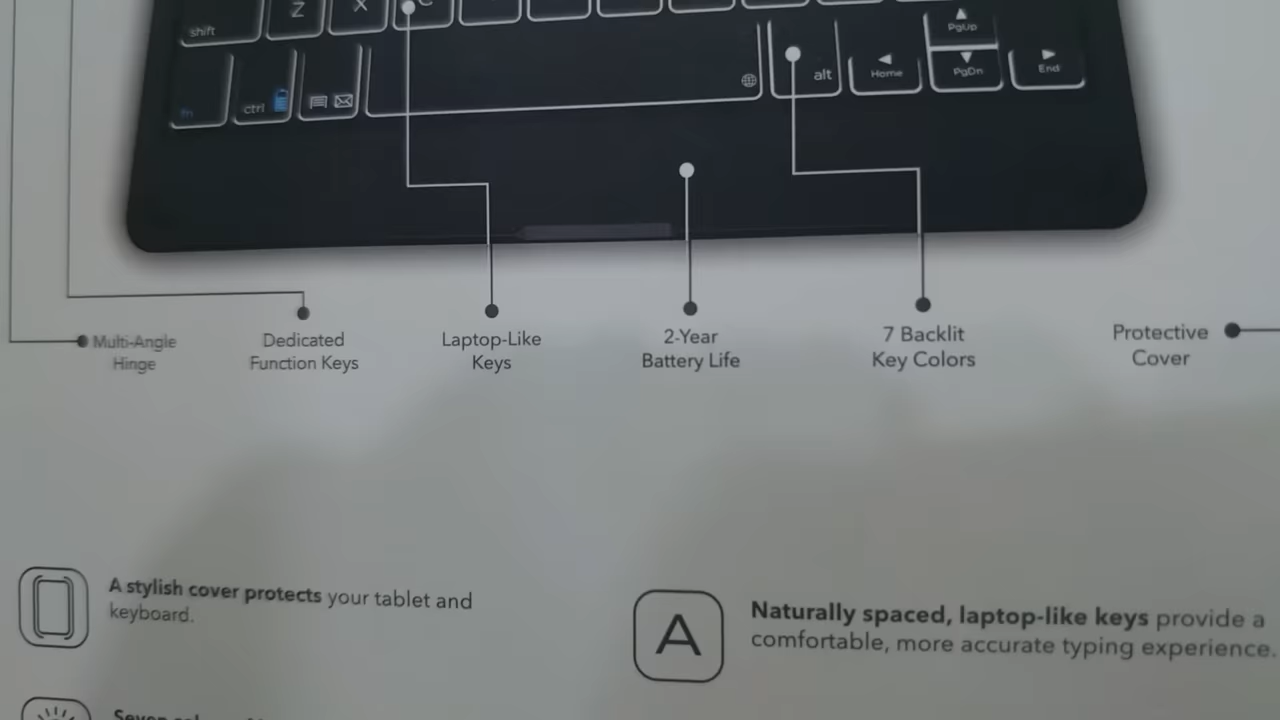 Z X C
shift
PgUp
fn ctrl alt Home PgDn End
Multi-Angle
Hinge
Dedicated
Function Keys
Laptop-Like
Keys
2-Year
Battery Life
7 Backlit
Key Colors
Protective
Cover
A stylish cover protects your tablet and
keyboard.
A
Naturally spaced, laptop-like keys provide a
comfortable, more accurate typing experience.
Seven